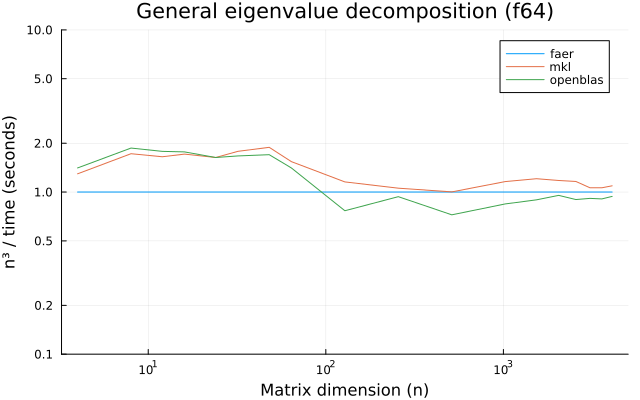 General eigenvalue decomposition (f64)
n³ / time (seconds)
10.0
5.0
2.0
1.0
0.5
0.2
0.1
faer
mkl
openblas
10¹
10²
10³
Matrix dimension (n)